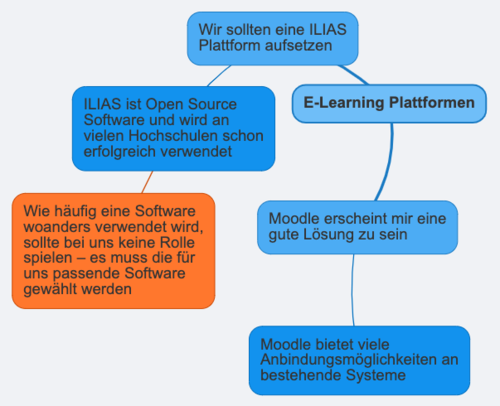 Wir sollten eine ILIAS
Plattform aufsetzen
E-Learning Plattformen
ILIAS ist Open Source
Software und wird an
vielen Hochschulen schon
erfolgreich verwendet
Wie häufig eine Software
woanders verwendet wird,
sollte bei uns keine Rolle
spielen – es muss die für
uns passende Software
gewählt werden
Moodle erscheint mir eine
gute Lösung zu sein
Moodle bietet viele
Anbindungsmöglichkeiten an
bestehende Systeme